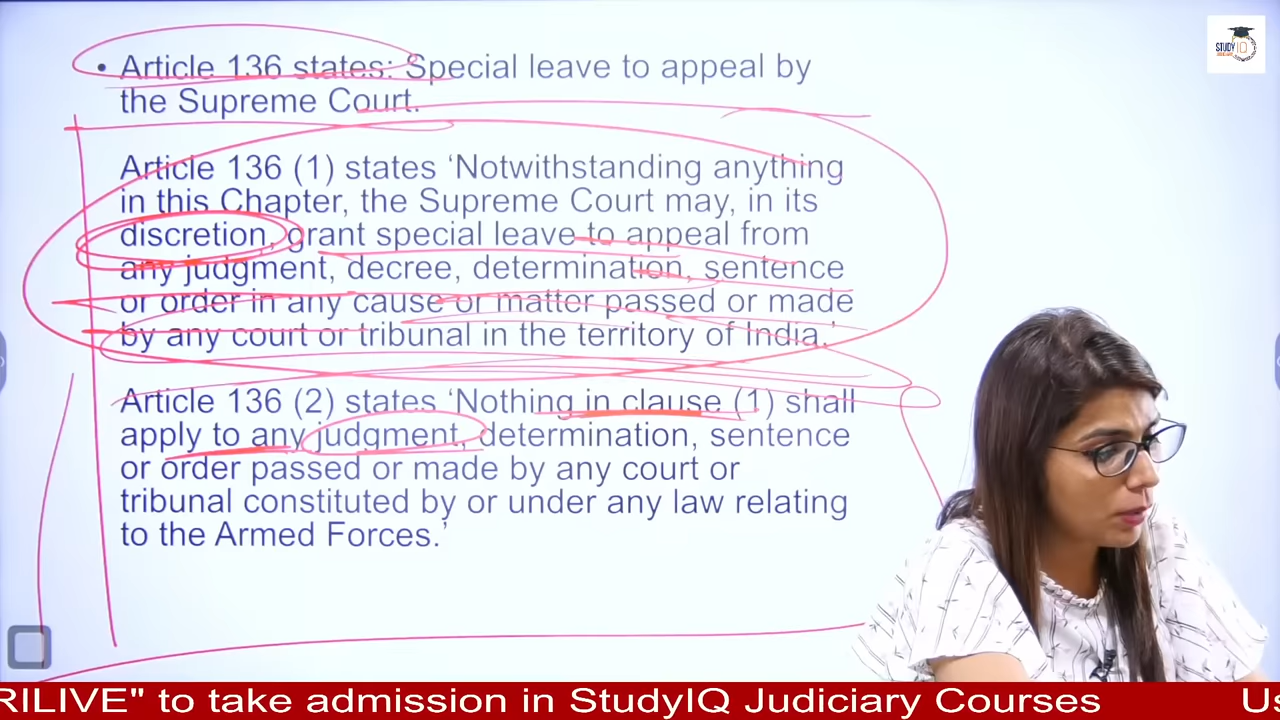 STUDY IQ
• Article 136 states: Special leave to appeal by
the Supreme Court.
Article 136 (1) states ‘Notwithstanding anything
in this Chapter, the Supreme Court may, in its
discretion, grant special leave to appeal from
any judgment, decree, determination, sentence
or order in any cause or matter passed or made
by any court or tribunal in the territory of India.’
Article 136 (2) states ‘Nothing in clause (1) shall
apply to any judgment, determination, sentence
or order passed or made by any court or
tribunal constituted by or under any law relating
to the Armed Forces.’
RILIVE" to take admission in StudyIQ Judiciary Courses Us